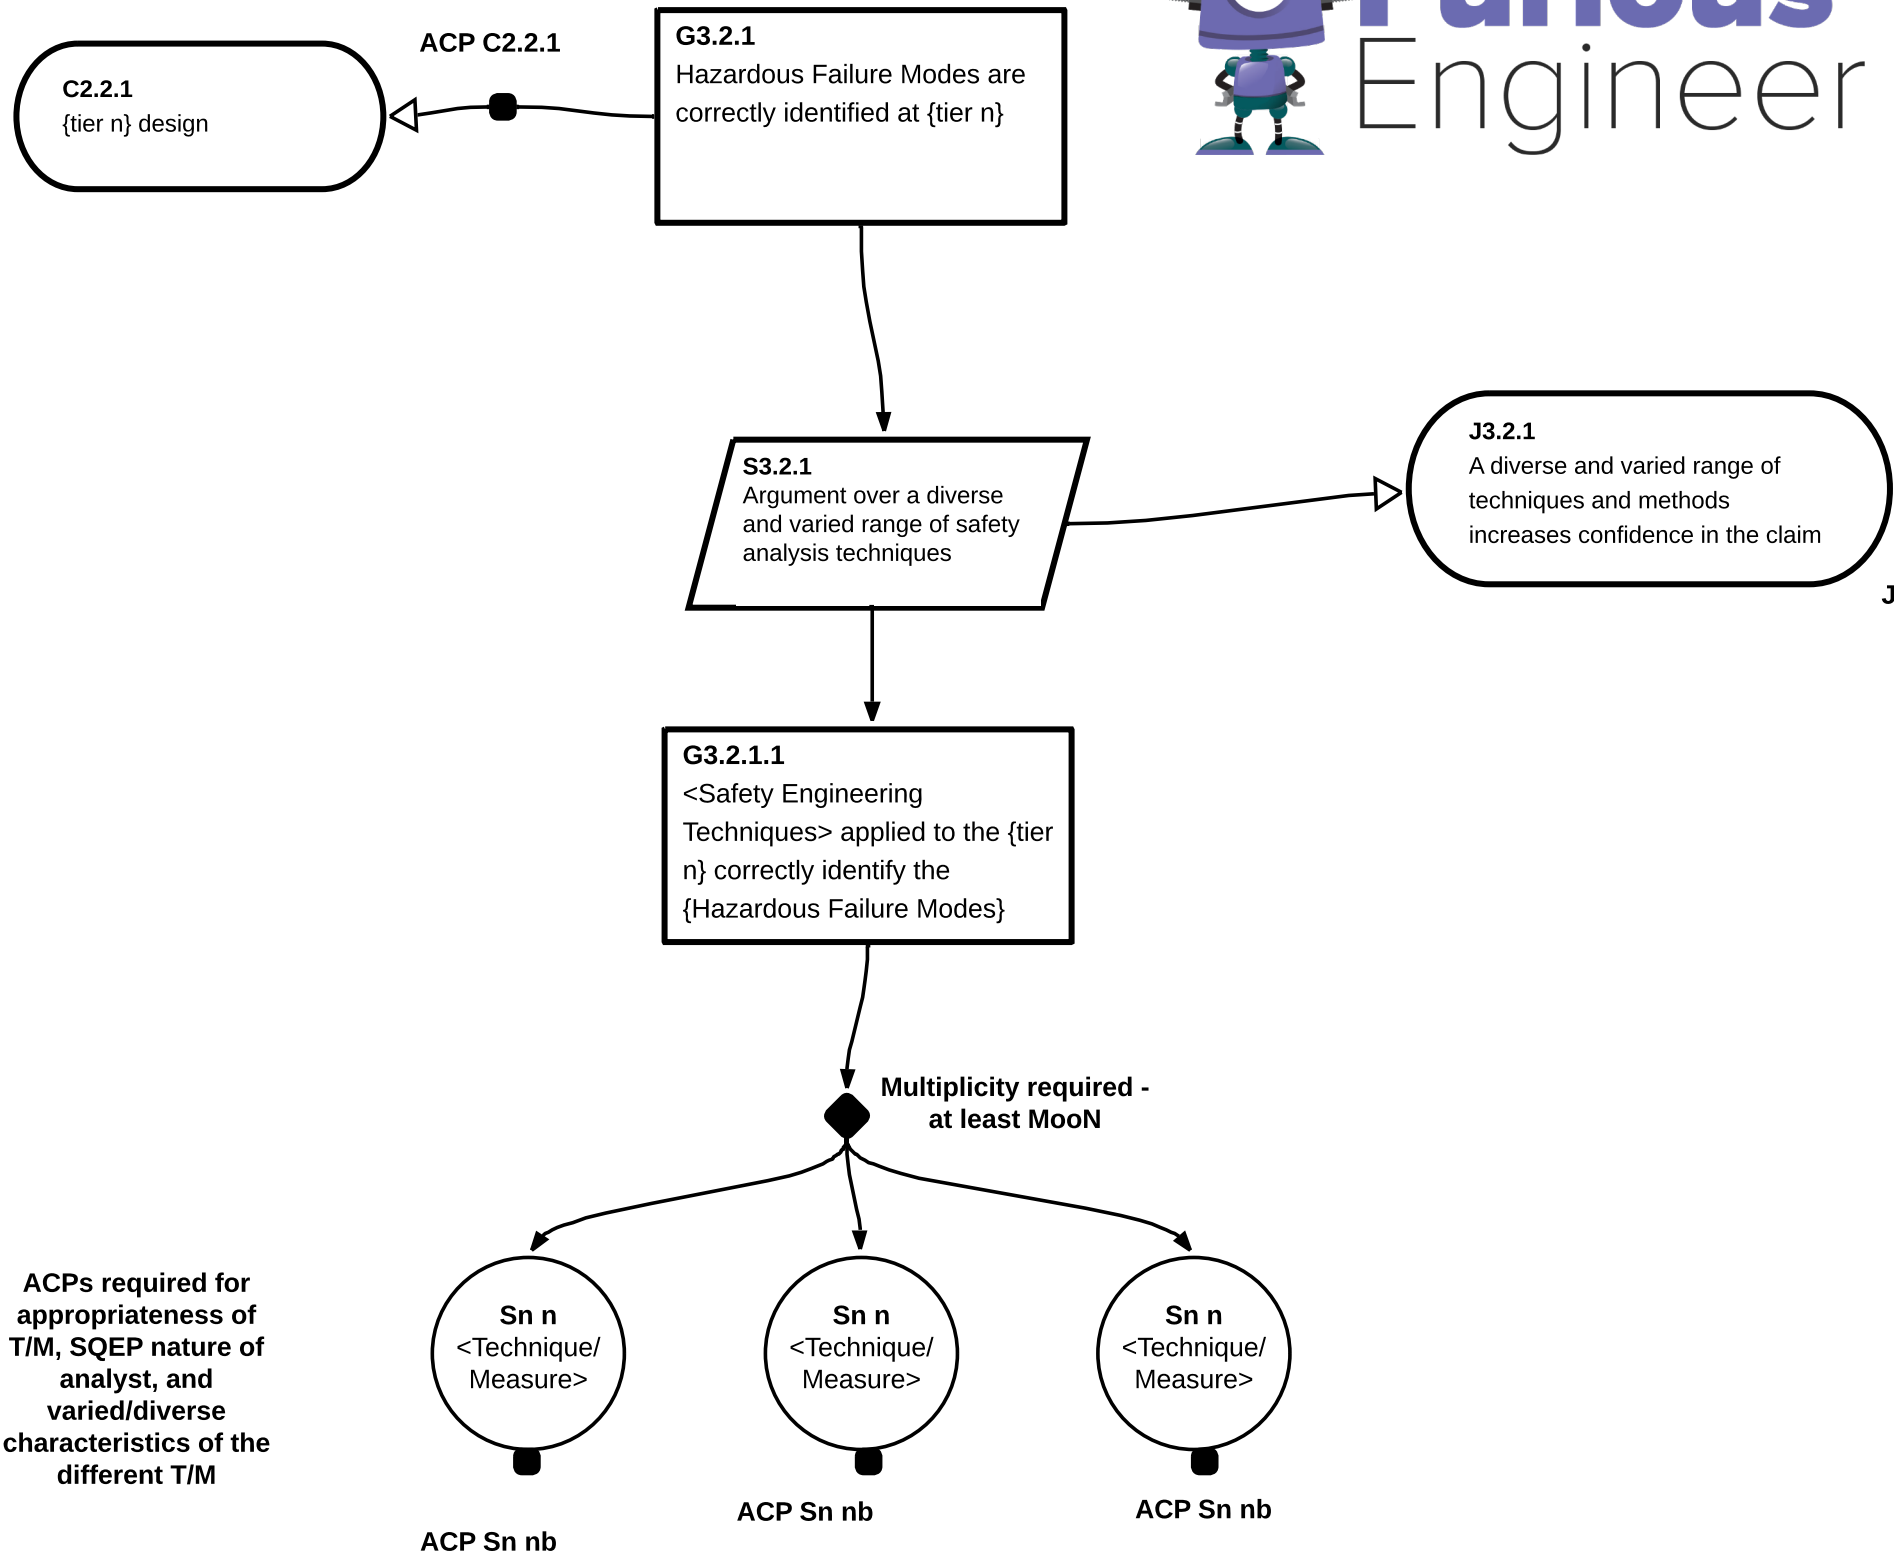 Furious
Engineer
ACP C2.2.1
C2.2.1
{tier n} design
G3.2.1
Hazardous Failure Modes are
correctly identified at {tier n}
S3.2.1
Argument over a diverse
and varied range of safety
analysis techniques
J3.2.1
A diverse and varied range of
techniques and methods
increases confidence in the claim
J
G3.2.1.1
<Safety Engineering
Techniques> applied to the {tier
n} correctly identify the
{Hazardous Failure Modes}
Multiplicity required -
at least MooN
ACPs required for
appropriateness of
T/M, SQEP nature of
analyst, and
varied/diverse
characteristics of the
different T/M
Sn n
<Technique/
Measure>
ACP Sn nb
Sn n
<Technique/
Measure>
ACP Sn nb
Sn n
<Technique/
Measure>
ACP Sn nb